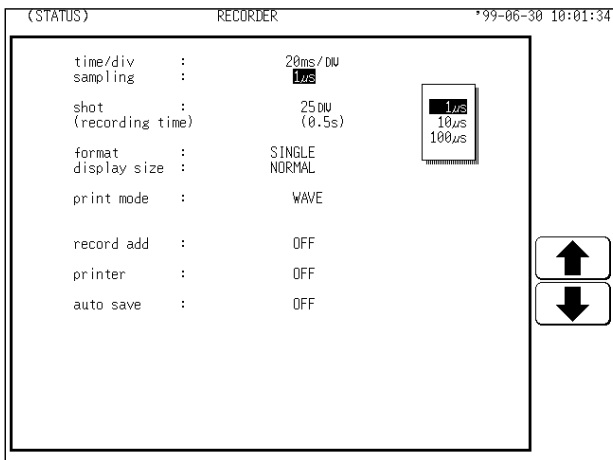 (STATUS) RECORDER '99-06-30 10:01:34
time/div : 20ms/DIV
sampling : 1µs
shot : 25DIV
(recording time) (0.5s)
format : SINGLE
display size : NORMAL
print mode : WAVE
record add : OFF
printer : OFF
auto save : OFF
1µs
10µs
100µs